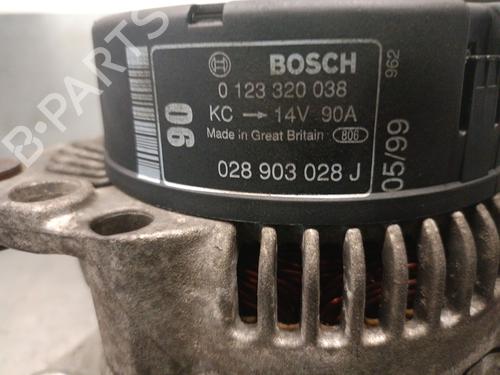 BOSCH
0 123 320 038
KC → 14V 90A
Made in Great Britain 806
028 903 028 J
90
962
05/99
B-PARTS